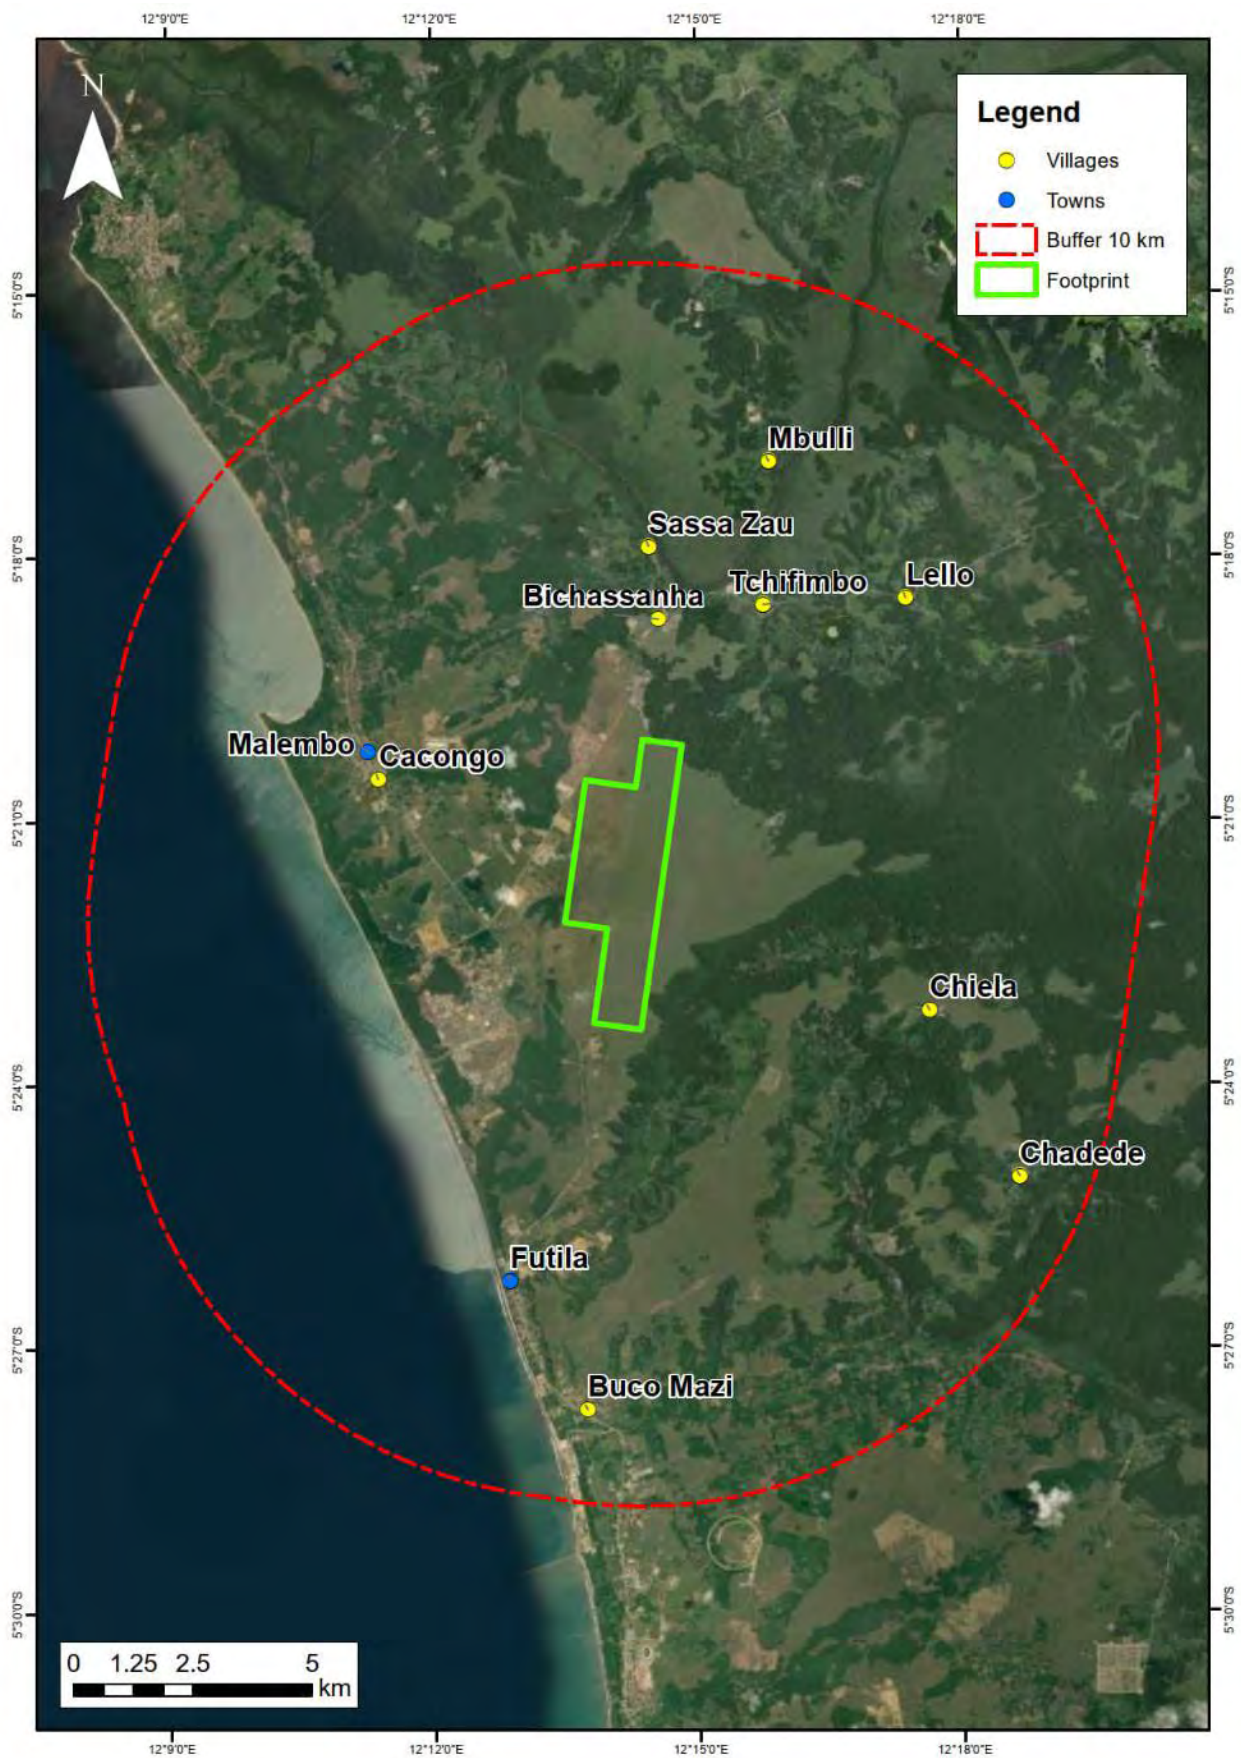 12°9'0"E 12°12'0"E 12°15'0"E 12°18'0"E
N
Legend
Villages
Towns
Buffer 10 km
Footprint
5°15'0"S 5°15'0"S
Mbulli
Sassa Zau
5°18'0"S 5°18'0"S
Bichassanha Tchifimbo Lello
Malembo Cacongo
5°21'0"S 5°21'0"S
Chiela
5°24'0"S 5°24'0"S
Chadede
Futila
5°27'0"S 5°27'0"S
Buco Mazi
5°30'0"S 5°30'0"S
0 1.25 2.5 5
km
12°9'0"E 12°12'0"E 12°15'0"E 12°18'0"E